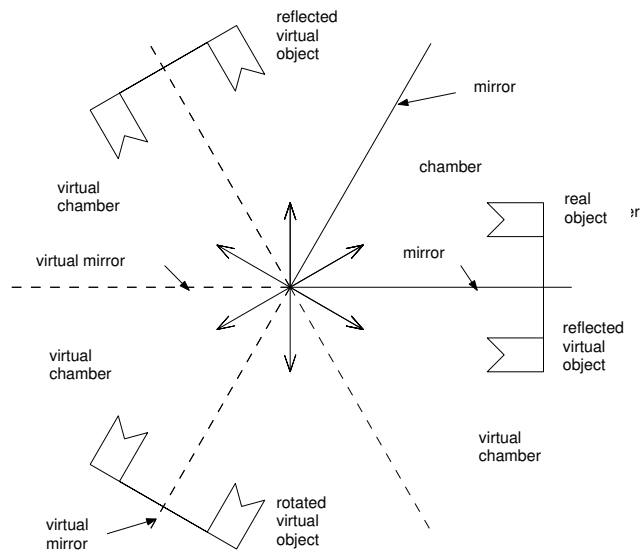 reflected
virtual
object
mirror
chamber
virtual
chamber
real
object
er
virtual mirror
mirror
reflected
virtual
object
virtual
chamber
virtual
chamber
rotated
virtual
object
virtual
mirror